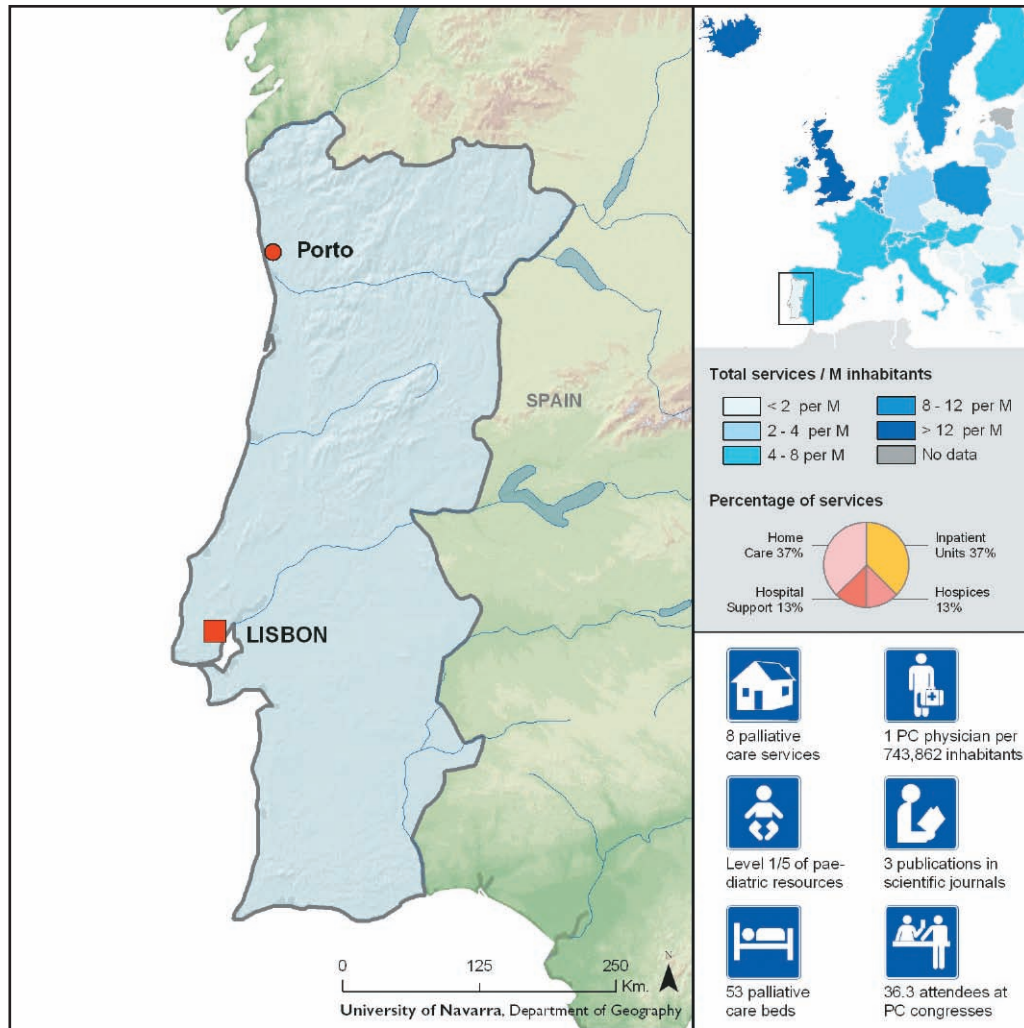 Porto
SPAIN
LISBON
0 125 250
Km.
N
University of Navarra, Department of Geography
Total services / M inhabitants
< 2 per M
8 - 12 per M
2 - 4 per M
> 12 per M
4 - 8 per M
No data
Percentage of services
Home
Care 37%
Inpatient
Units 37%
Hospital
Support 13%
Hospices
13%
8 palliative
care services
1 PC physician per
743,862 inhabitants
Level 1/5 of pae-
diatric resources
3 publications in
scientific journals
53 palliative
care beds
36.3 attendees at
PC congresses